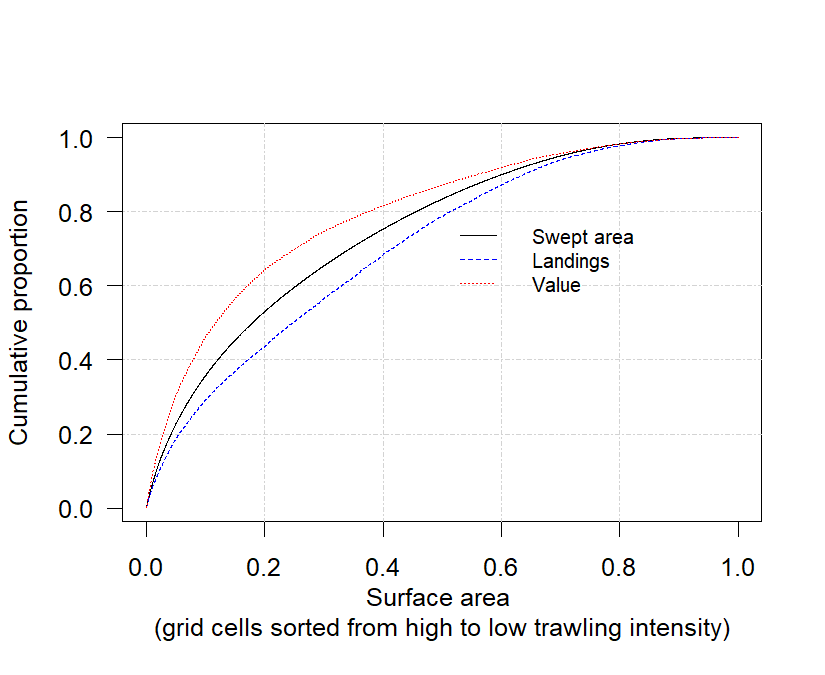 Cumulative proportion
1.0
0.8
0.6
0.4
0.2
0.0
Swept area
Landings
Value
0.0 0.2 0.4 0.6 0.8 1.0
Surface area
(grid cells sorted from high to low trawling intensity)